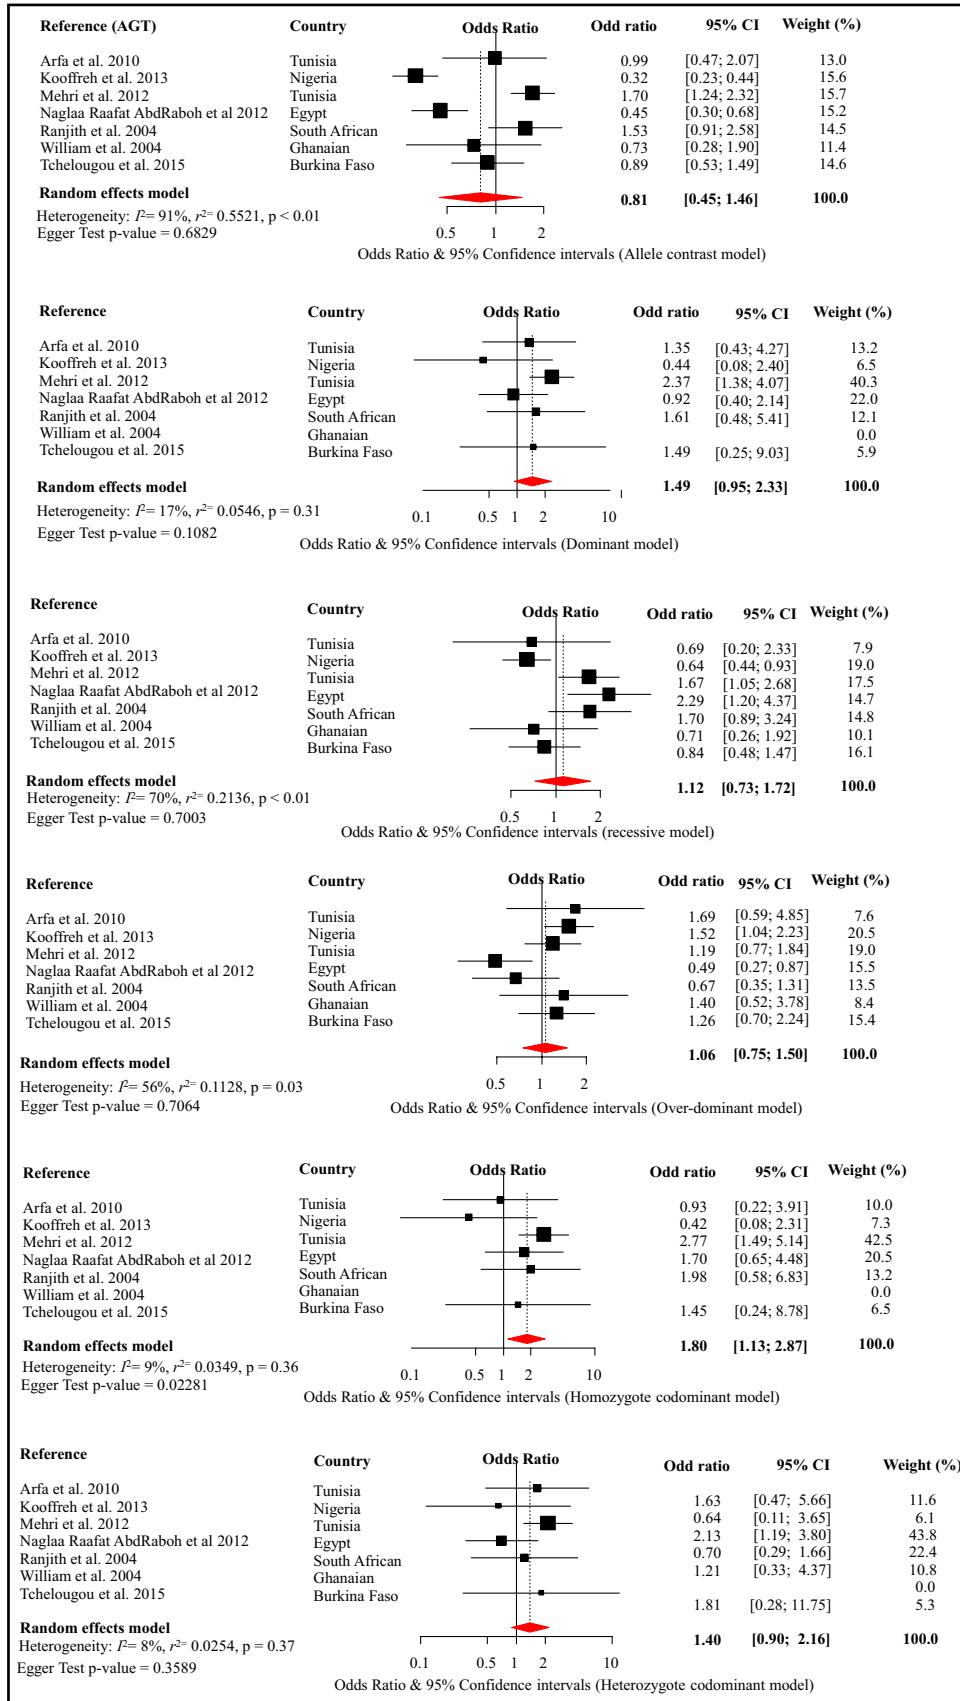 Reference (AGT) Country Odds Ratio Odd ratio 95% CI Weight (%)
Arfa et al. 2010 Tunisia 0.99 [0.47; 2.07] 13.0
Kooffreh et al. 2013 Nigeria 0.32 [0.23; 0.44] 15.6
Mehri et al. 2012 Tunisia 1.70 [1.24; 2.32] 15.7
Naglaa Raafat AbdRaboh et al 2012 Egypt 0.45 [0.30; 0.68] 15.2
Ranjith et al. 2004 South African 1.53 [0.91; 2.58] 14.5
William et al. 2004 Ghanaian 0.73 [0.28; 1.90] 11.4
Tchelougou et al. 2015 Burkina Faso 0.89 [0.53; 1.49] 14.6
Random effects model 0.81 [0.45; 1.46] 100.0
Heterogeneity: I²= 91%, r²= 0.5521, p < 0.01
Egger Test p-value = 0.6829
0.5 1 2
Odds Ratio & 95% Confidence intervals (Allele contrast model)
Reference Country Odds Ratio Odd ratio 95% CI Weight (%)
Arfa et al. 2010 Tunisia 1.35 [0.43; 4.27] 13.2
Kooffreh et al. 2013 Nigeria 0.44 [0.08; 2.40] 6.5
Mehri et al. 2012 Tunisia 2.37 [1.38; 4.07] 40.3
Naglaa Raafat AbdRaboh et al 2012 Egypt 0.92 [0.40; 2.14] 22.0
Ranjith et al. 2004 South African 1.61 [0.48; 5.41] 12.1
William et al. 2004 Ghanaian 0.0
Tchelougou et al. 2015 Burkina Faso 1.49 [0.25; 9.03] 5.9
Random effects model 1.49 [0.95; 2.33] 100.0
Heterogeneity: I²= 17%, r²= 0.0546, p = 0.31
Egger Test p-value = 0.1082
0.1 0.5 1 2 10
Odds Ratio & 95% Confidence intervals (Dominant model)
Reference Country Odds Ratio Odd ratio 95% CI Weight (%)
Arfa et al. 2010 Tunisia 0.69 [0.20; 2.33] 7.9
Kooffreh et al. 2013 Nigeria 0.64 [0.44; 0.93] 19.0
Mehri et al. 2012 Tunisia 1.67 [1.05; 2.68] 17.5
Naglaa Raafat AbdRaboh et al 2012 Egypt 2.29 [1.20; 4.37] 14.7
Ranjith et al. 2004 South African 1.70 [0.89; 3.24] 14.8
William et al. 2004 Ghanaian 0.71 [0.26; 1.92] 10.1
Tchelougou et al. 2015 Burkina Faso 0.84 [0.48; 1.47] 16.1
Random effects model 1.12 [0.73; 1.72] 100.0
Heterogeneity: I²= 70%, r²= 0.2136, p < 0.01
Egger Test p-value = 0.7003
0.5 1 2
Odds Ratio & 95% Confidence intervals (recessive model)
Reference Country Odds Ratio Odd ratio 95% CI Weight (%)
Arfa et al. 2010 Tunisia 1.69 [0.59; 4.85] 7.6
Kooffreh et al. 2013 Nigeria 1.52 [1.04; 2.23] 20.5
Mehri et al. 2012 Tunisia 1.19 [0.77; 1.84] 19.0
Naglaa Raafat AbdRaboh et al 2012 Egypt 0.49 [0.27; 0.87] 15.5
Ranjith et al. 2004 South African 0.67 [0.35; 1.31] 13.5
William et al. 2004 Ghanaian 1.40 [0.52; 3.78] 8.4
Tchelougou et al. 2015 Burkina Faso 1.26 [0.70; 2.24] 15.4
Random effects model 1.06 [0.75; 1.50] 100.0
Heterogeneity: I²= 56%, r²= 0.1128, p = 0.03
Egger Test p-value = 0.7064
0.5 1 2
Odds Ratio & 95% Confidence intervals (Over-dominant model)
Reference Country Odds Ratio Odd ratio 95% CI Weight (%)
Arfa et al. 2010 Tunisia 0.93 [0.22; 3.91] 10.0
Kooffreh et al. 2013 Nigeria 0.42 [0.08; 2.31] 7.3
Mehri et al. 2012 Tunisia 2.77 [1.49; 5.14] 42.5
Naglaa Raafat AbdRaboh et al 2012 Egypt 1.70 [0.65; 4.48] 20.5
Ranjith et al. 2004 South African 1.98 [0.58; 6.83] 13.2
William et al. 2004 Ghanaian 0.0
Tchelougou et al. 2015 Burkina Faso 1.45 [0.24; 8.78] 6.5
Random effects model 1.80 [1.13; 2.87] 100.0
Heterogeneity: I²= 9%, r²= 0.0349, p = 0.36
Egger Test p-value = 0.02281
0.1 0.5 1 2 10
Odds Ratio & 95% Confidence intervals (Homozygote codominant model)
Reference Country Odds Ratio Odd ratio 95% CI Weight (%)
Arfa et al. 2010 Tunisia 1.63 [0.47; 5.66] 11.6
Kooffreh et al. 2013 Nigeria 0.64 [0.11; 3.65] 6.1
Mehri et al. 2012 Tunisia 2.13 [1.19; 3.80] 43.8
Naglaa Raafat AbdRaboh et al 2012 Egypt 0.70 [0.29; 1.66] 22.4
Ranjith et al. 2004 South African 1.21 [0.33; 4.37] 10.8
William et al. 2004 Ghanaian 0.0
Tchelougou et al. 2015 Burkina Faso 1.81 [0.28; 11.75] 5.3
Random effects model 1.40 [0.90; 2.16] 100.0
Heterogeneity: I²= 8%, r²= 0.0254, p = 0.37
Egger Test p-value = 0.3589
0.1 0.5 1 2 10
Odds Ratio & 95% Confidence intervals (Heterozygote codominant model)